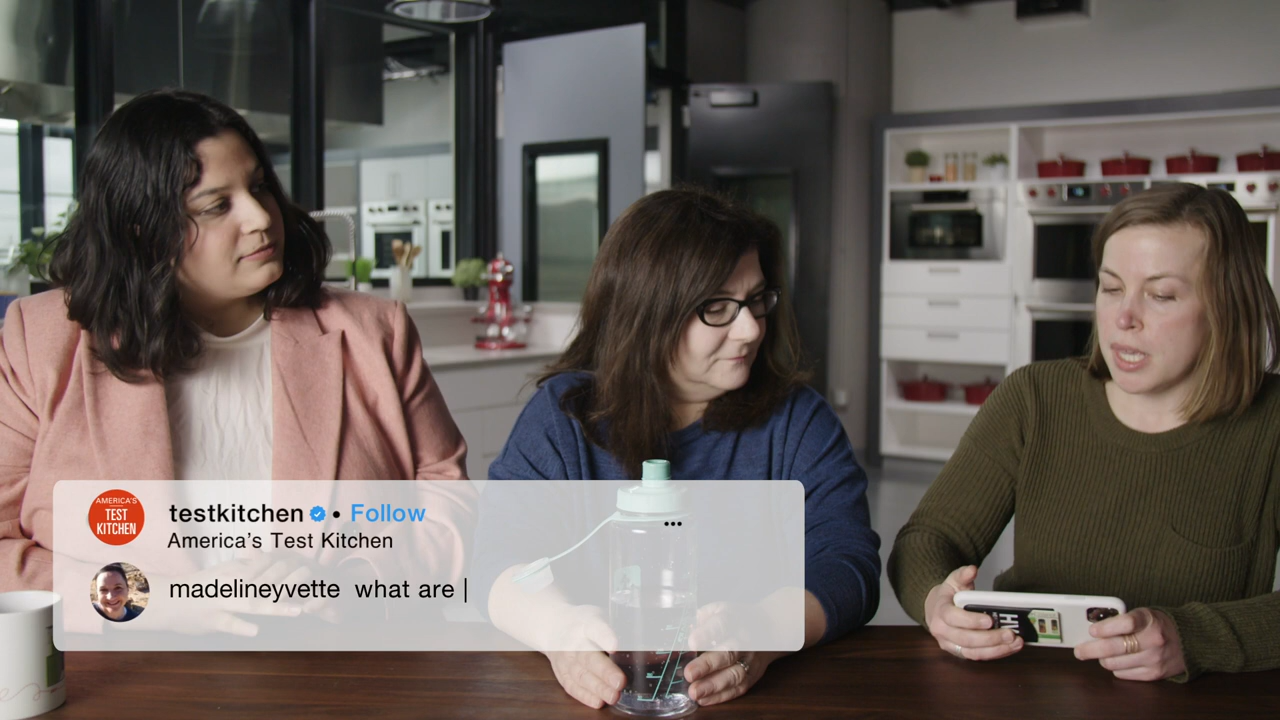 AMERICA'S
TEST
KITCHEN
testkitchen • Follow
America's Test Kitchen
madelineyvette what are